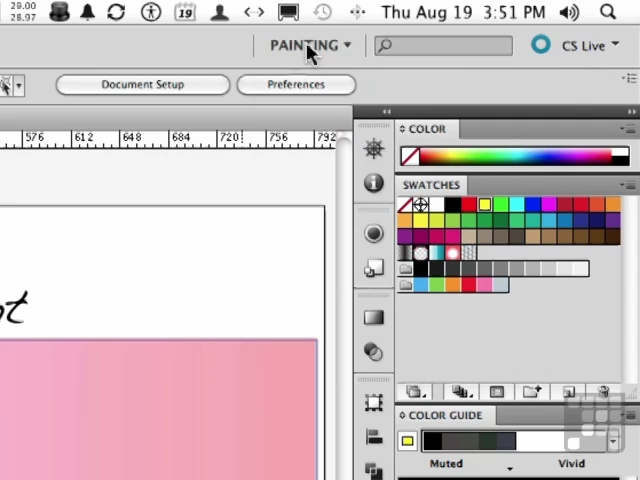 29.00
28.97
19
Thu Aug 19 3:51 PM
PAINTING
CS Live
Document Setup
Preferences
576 612 648 684 720 756 792
COLOR
SWATCHES
COLOR GUIDE
Muted
Vivid